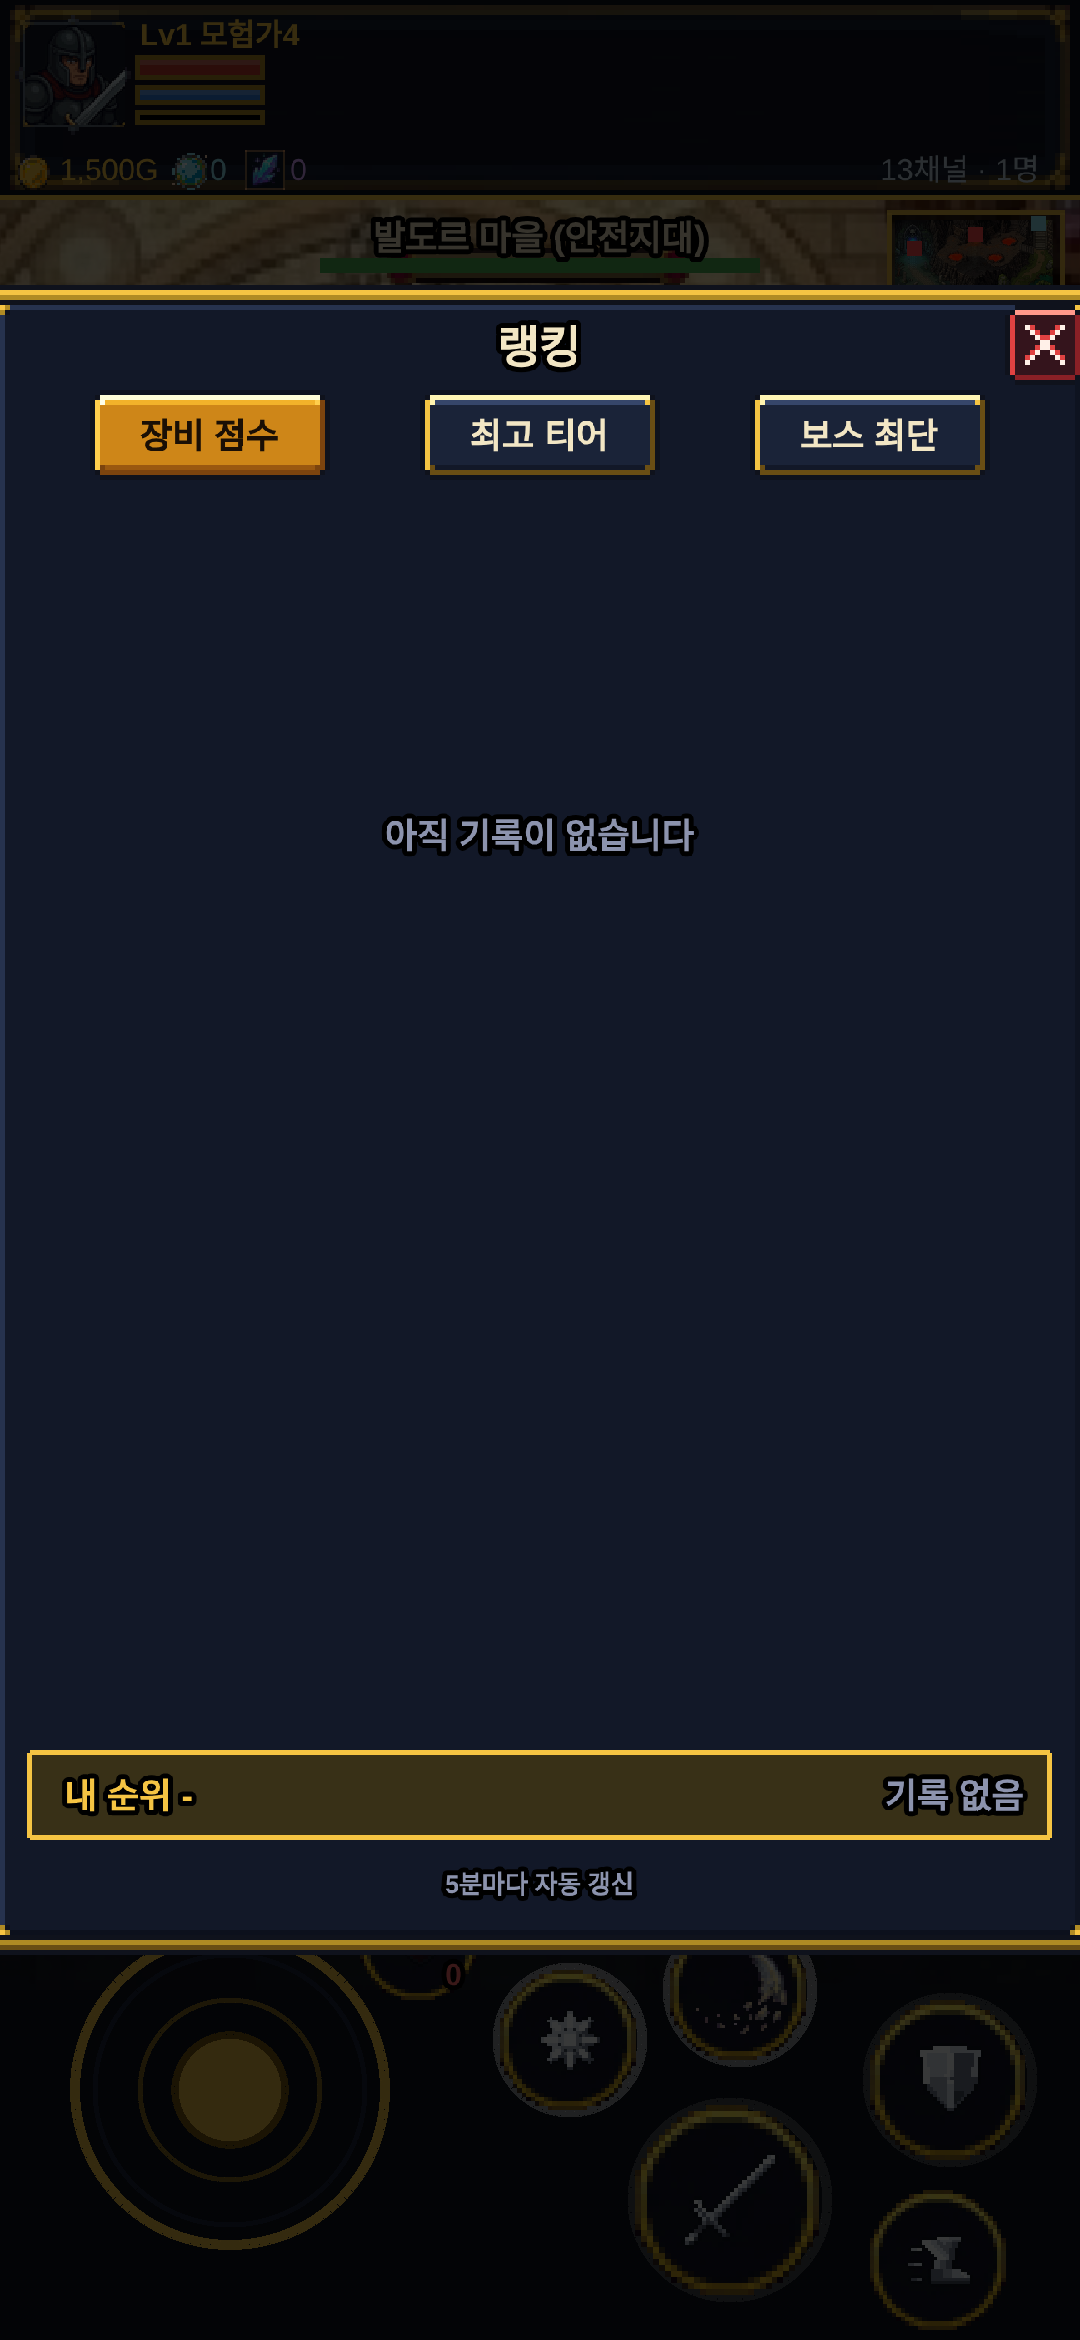 Lv1 모험가4
1,500G 0 0
13채널 · 1명
발도르 마을 (안전지대)
랭킹
장비 점수
최고 티어
보스 최단
아직 기록이 없습니다
내 순위 -
기록 없음
5분마다 자동 갱신
0